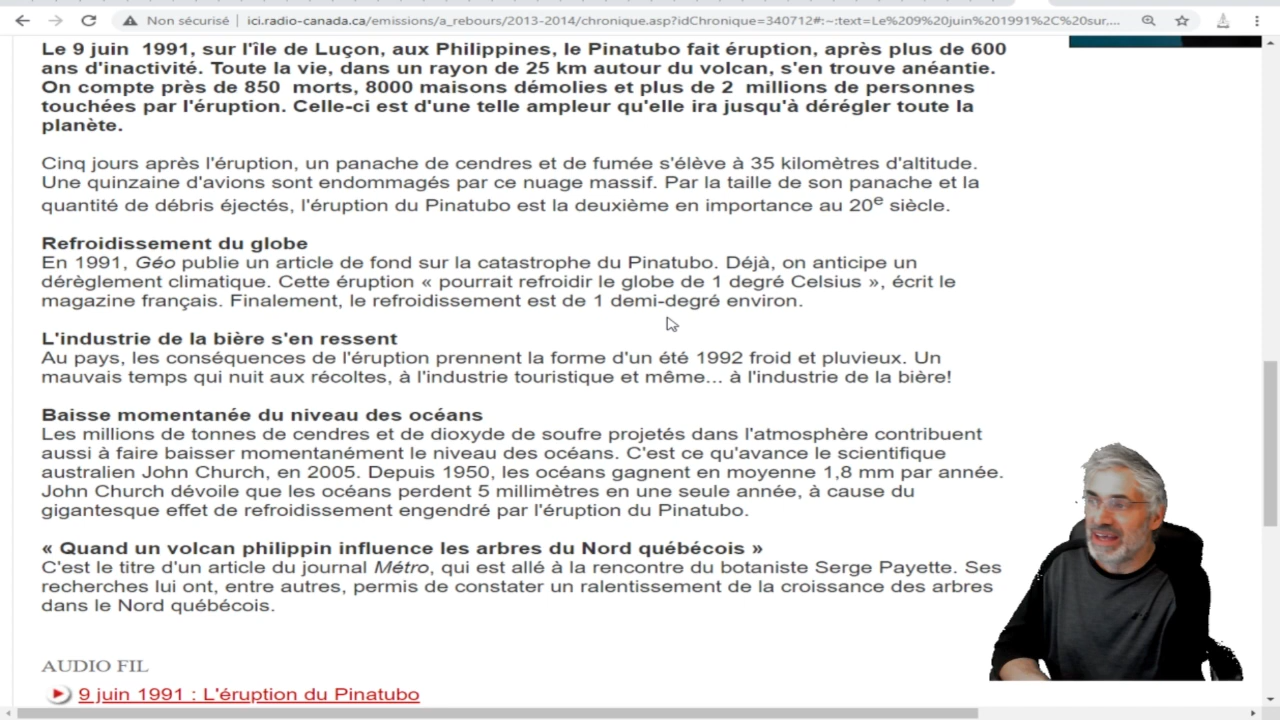 Non sécurisé
ici.radio-canada.ca/emissions/a_rebours/2013-2014/chronique.asp?idChronique=340712#:~:text=Le%209%20juin%201991%2C%20sur,...
Le 9 juin 1991, sur l'île de Luçon, aux Philippines, le Pinatubo fait éruption, après plus de 600
ans d'inactivité. Toute la vie, dans un rayon de 25 km autour du volcan, s'en trouve anéantie.
On compte près de 850 morts, 8000 maisons démolies et plus de 2 millions de personnes
touchées par l'éruption. Celle-ci est d'une telle ampleur qu'elle ira jusqu'à dérégler toute la
planète.
Cinq jours après l'éruption, un panache de cendres et de fumée s'élève à 35 kilomètres d'altitude.
Une quinzaine d'avions sont endommagés par ce nuage massif. Par la taille de son panache et la
quantité de débris éjectés, l'éruption du Pinatubo est la deuxième en importance au 20e siècle.
Refroidissement du globe
En 1991, Géo publie un article de fond sur la catastrophe du Pinatubo. Déjà, on anticipe un
dérèglement climatique. Cette éruption « pourrait refroidir le globe de 1 degré Celsius », écrit le
magazine français. Finalement, le refroidissement est de 1 demi-degré environ.
L'industrie de la bière s'en ressent
Au pays, les conséquences de l'éruption prennent la forme d'un été 1992 froid et pluvieux. Un
mauvais temps qui nuit aux récoltes, à l'industrie touristique et même... à l'industrie de la bière!
Baisse momentanée du niveau des océans
Les millions de tonnes de cendres et de dioxyde de soufre projetés dans l'atmosphère contribuent
aussi à faire baisser momentanément le niveau des océans. C'est ce qu'avance le scientifique
australien John Church, en 2005. Depuis 1950, les océans gagnent en moyenne 1,8 mm par année.
John Church dévoile que les océans perdent 5 millimètres en une seule année, à cause du
gigantesque effet de refroidissement engendré par l'éruption du Pinatubo.
« Quand un volcan philippin influence les arbres du Nord québécois »
C'est le titre d'un article du journal Métro, qui est allé à la rencontre du botaniste Serge Payette. Ses
recherches lui ont, entre autres, permis de constater un ralentissement de la croissance des arbres
dans le Nord québécois.
AUDIO FIL
9 juin 1991 : L'éruption du Pinatubo